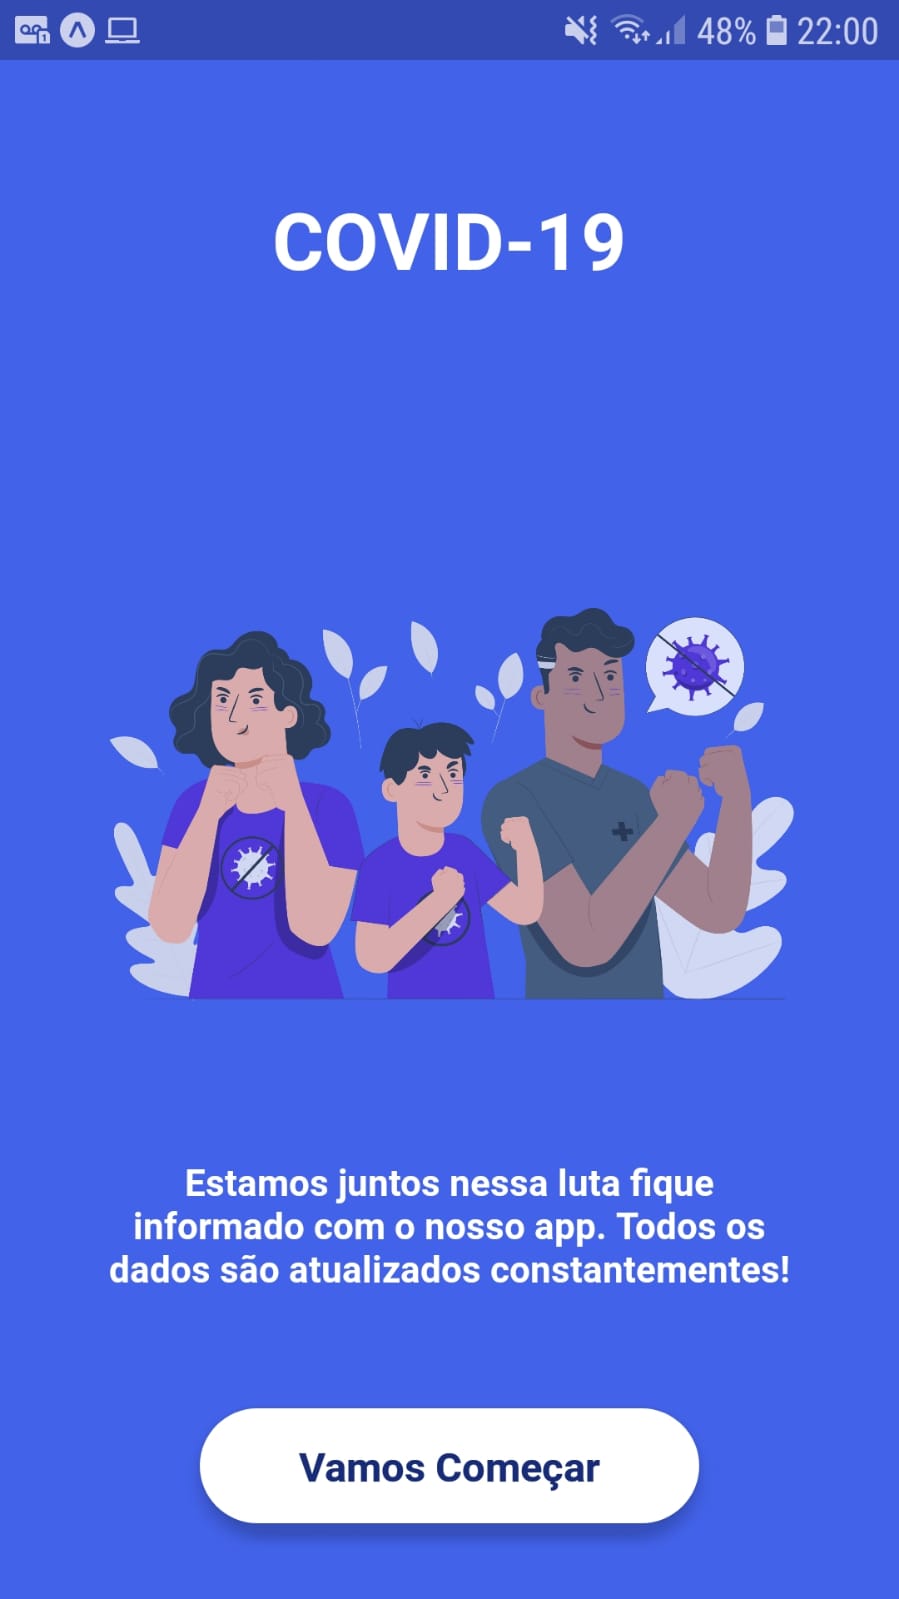 48% 22:00
COVID-19
Estamos juntos nessa luta fique
informado com o nosso app. Todos os
dados são atualizados constantementes!
Vamos Começar